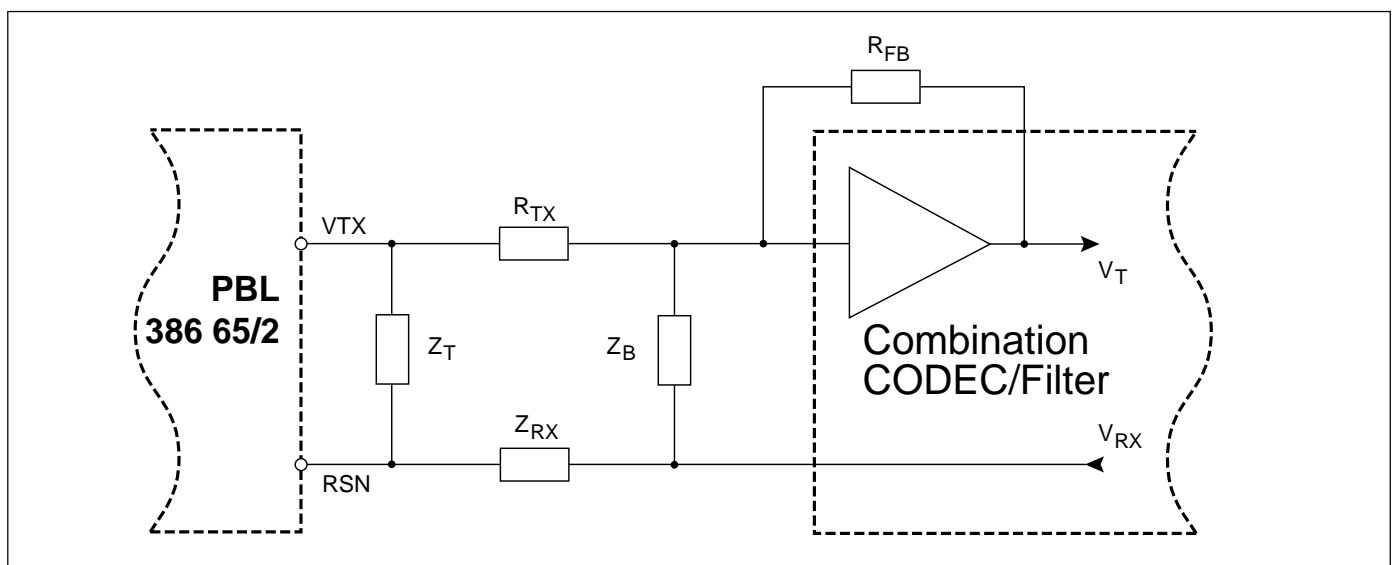 R_FB
VTX
R_TX
PBL
386 65/2
Z_T
Z_B
V_T
Combination
CODEC/Filter
Z_RX
V_RX
RSN